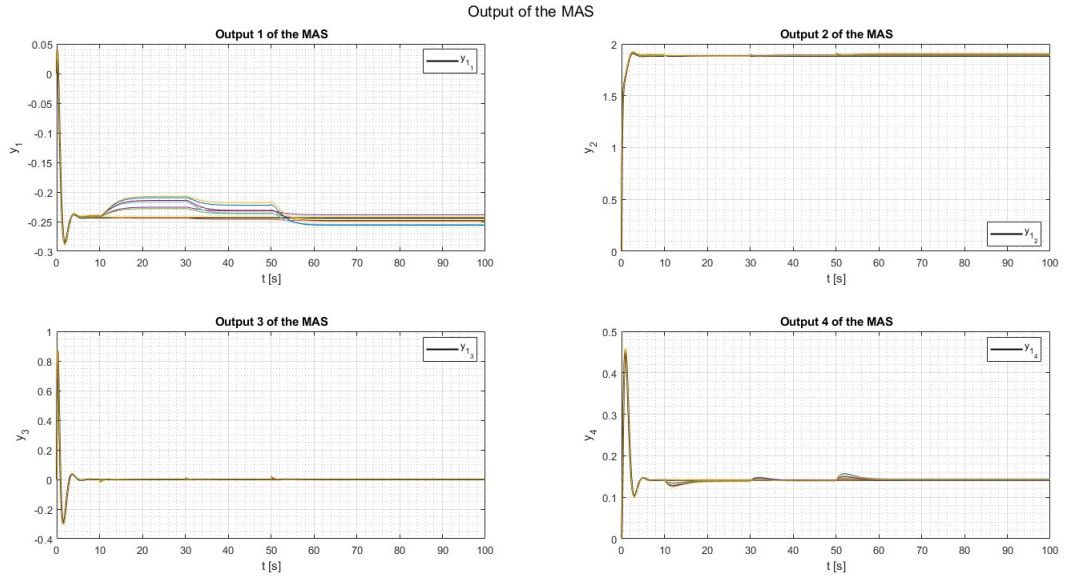 Output of the MAS
Output 1 of the MAS
0.05
0
-0.05
-0.1
-0.15
-0.2
-0.25
-0.3
y1
y11
0 10 20 30 40 50 60 70 80 90 100
t [s]
Output 2 of the MAS
2
1.5
1
0.5
0
y2
y12
0 10 20 30 40 50 60 70 80 90 100
t [s]
Output 3 of the MAS
1
0.8
0.6
0.4
0.2
0
-0.2
-0.4
y3
y13
0 10 20 30 40 50 60 70 80 90 100
t [s]
Output 4 of the MAS
0.5
0.4
0.3
0.2
0.1
0
y4
y14
0 10 20 30 40 50 60 70 80 90 100
t [s]